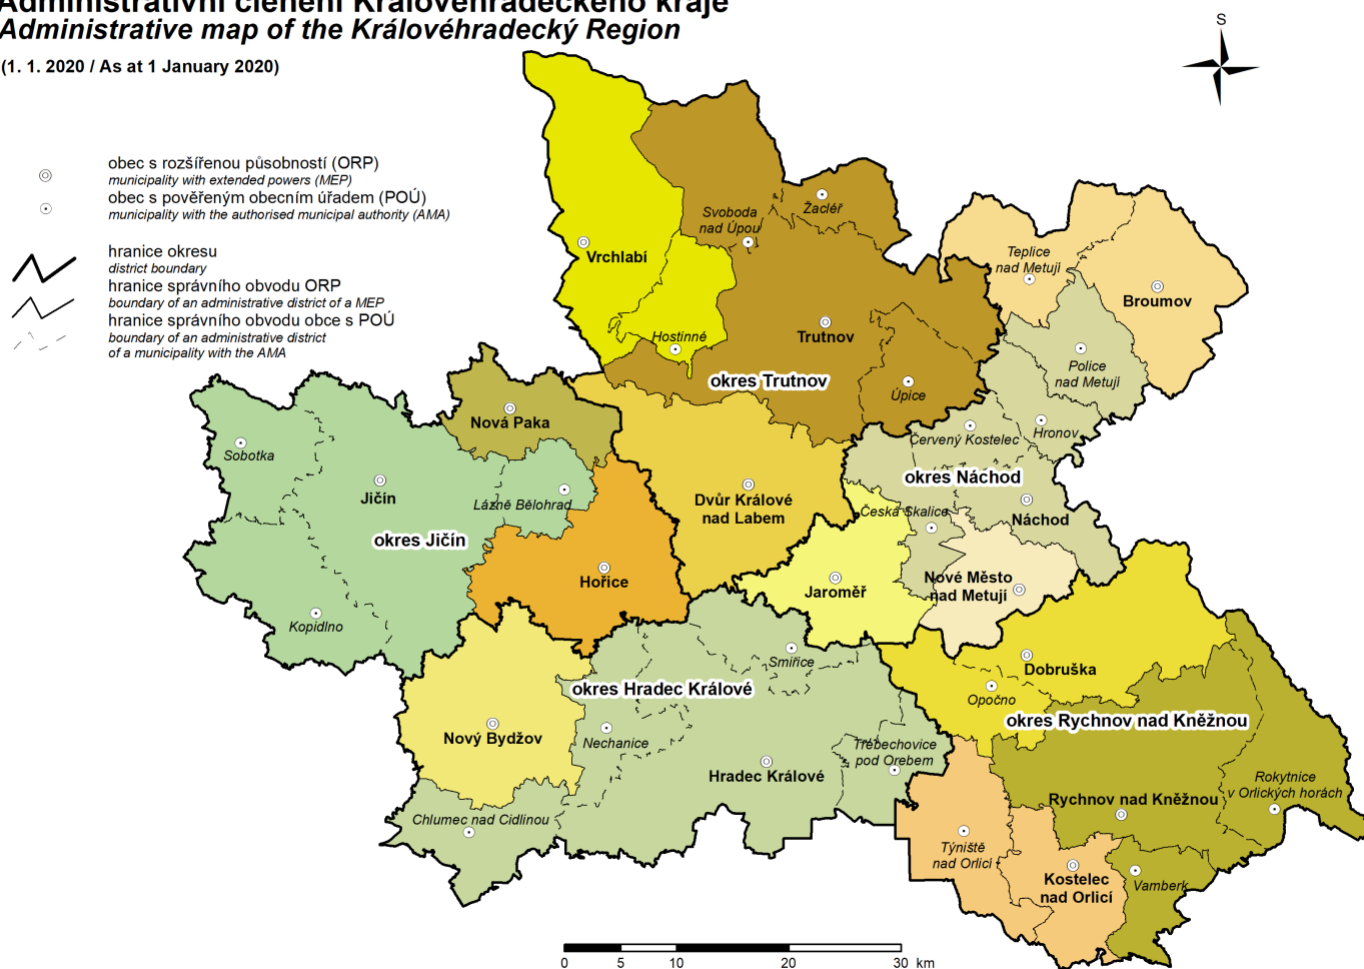 Administrativní členění Královéhradeckého kraje
Administrative map of the Královéhradecký Region
(1. 1. 2020 / As at 1 January 2020)
S
obec s rozšířenou působností (ORP)
municipality with extended powers (MEP)
obec s pověřeným obecním úřadem (POÚ)
municipality with the authorised municipal authority (AMA)
hranice okresu
district boundary
hranice správního obvodu ORP
boundary of an administrative district of a MEP
hranice správního obvodu obce s POÚ
boundary of an administrative district
of a municipality with the AMA
Svoboda
nad Úpou
Žacléř
Vrchlabí
Teplice
nad Metují
Broumov
Hostinné
Trutnov
Police
nad Metují
okres Trutnov
Úpice
Nová Paka
Červený Kostelec
Hronov
Sobotka
okres Náchod
Jičín
Lázně Bělohrad
Dvůr Králové
nad Labem
Česká Skalice
Náchod
okres Jičín
Hořice
Jaroměř
Nové Město
nad Metují
Kopidlno
Smiřice
Dobruška
okres Hradec Králové
Opočno
okres Rychnov nad Kněžnou
Nový Bydžov
Nechanice
Třebechovice
pod Orebem
Hradec Králové
Rokytnice
v Orlických horách
Rychnov nad Kněžnou
Chlumec nad Cidlinou
Týniště
nad Orlicí
Kostelec
nad Orlicí
Vamberk
0 5 10 20 30 km